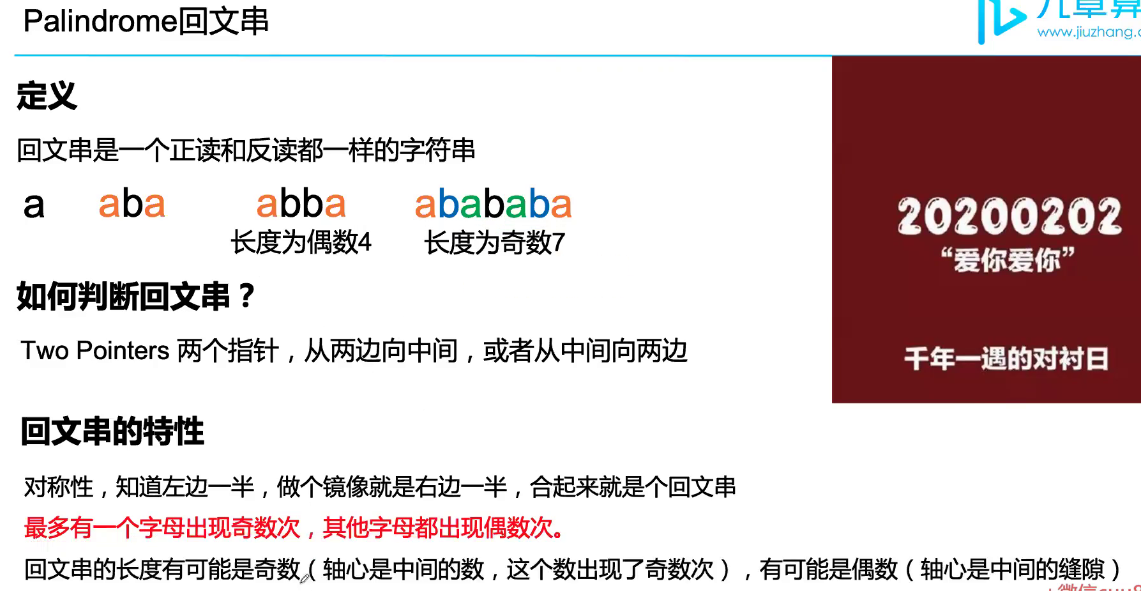 Palindrome回文串
www.jiuzhang.c
定义
回文串是一个正读和反读都一样的字符串
a aba abba abababa
长度为偶数4 长度为奇数7
20200202
“爱你爱你”
千年一遇的对衬日
如何判断回文串？
Two Pointers 两个指针，从两边向中间，或者从中间向两边
回文串的特性
对称性，知道左边一半，做个镜像就是右边一半，合起来就是个回文串
最多有一个字母出现奇数次，其他字母都出现偶数次。
回文串的长度有可能是奇数（轴心是中间的数，这个数出现了奇数次），有可能是偶数（轴心是中间的缝隙）